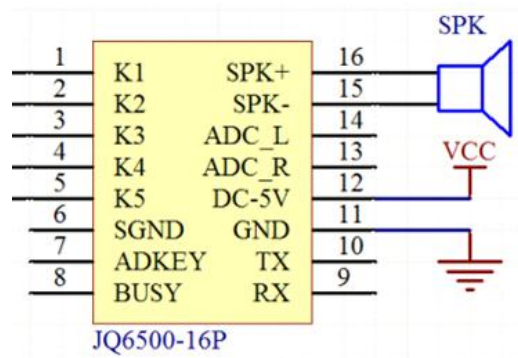 SPK
1 K1 SPK+ 16
2 K2 SPK- 15
3 K3 ADC_L 14
4 K4 ADC_R 13
VCC
5 K5 DC-5V 12
6 SGND GND 11
7 ADKEY TX 10
8 BUSY RX 9
JQ6500-16P